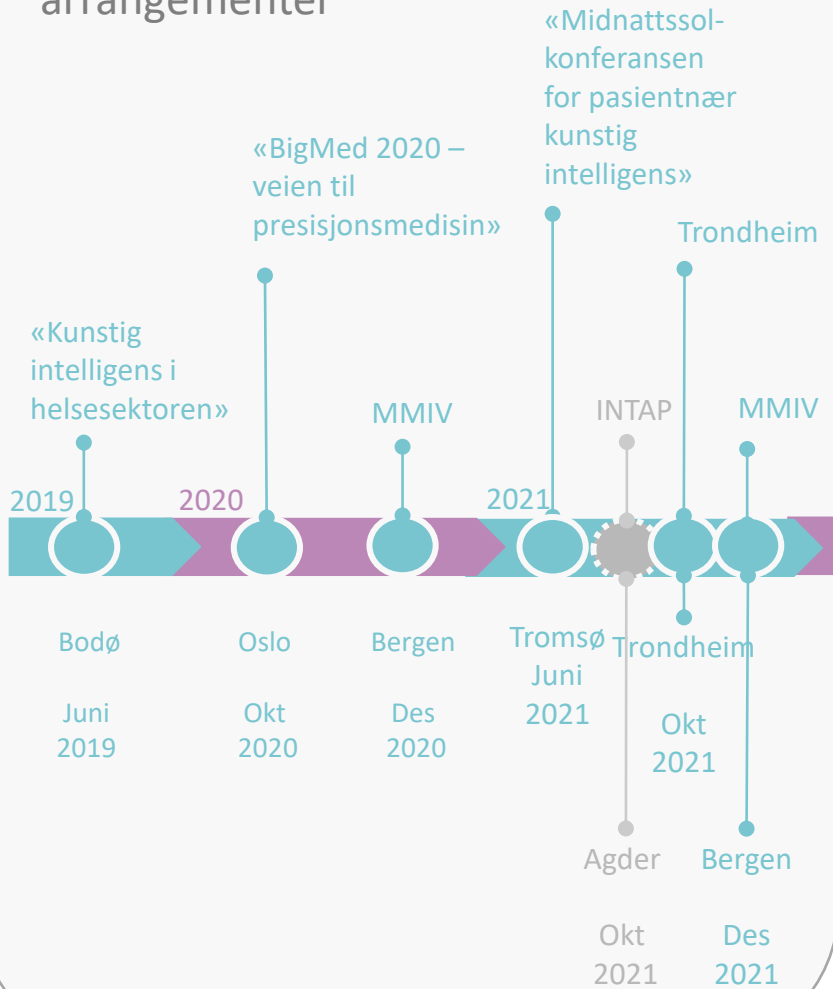 arrangementer
«Midnattssol-
konferansen
for pasientnær
kunstig
intelligens»
«BigMed 2020 –
veien til
presisjonsmedisin»
Trondheim
«Kunstig
intelligens i
helsesektoren»
MMIV
INTAP
MMIV
2019
2020
2021
Bodø
Juni
2019
Oslo
Okt
2020
Bergen
Des
2020
Tromsø
Juni
2021
Trondheim
Okt
2021
Agder
Okt
2021
Bergen
Des
2021